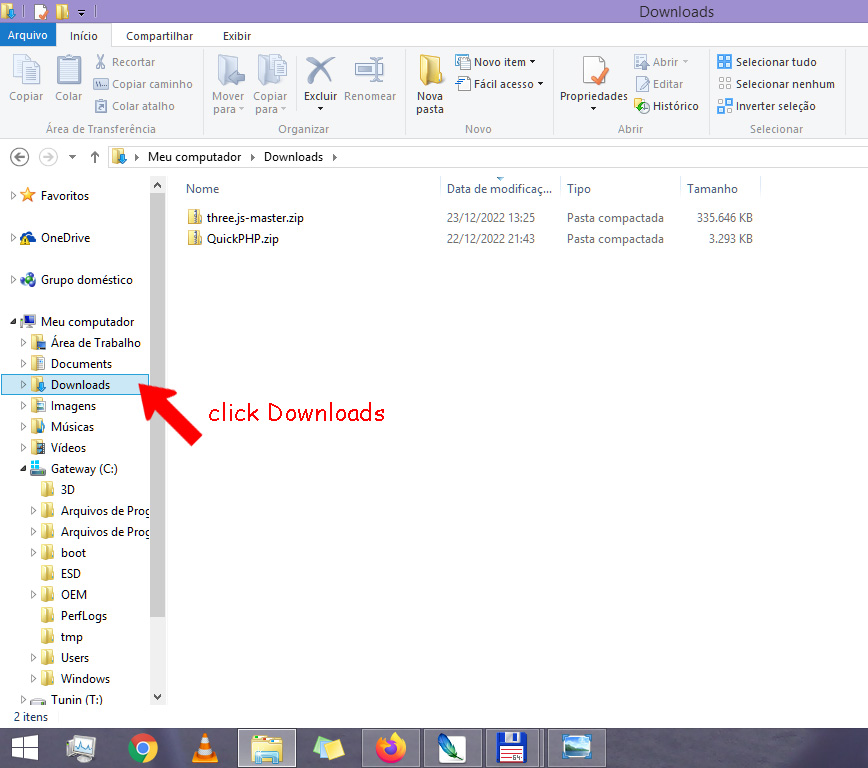 Downloads
Arquivo Início Compartilhar Exibir
Copiar
Colar
Recortar
Copiar caminho
Colar atalho
Área de Transferência
Mover para
Copiar para
Excluir
Renomear
Organizar
Nova pasta
Novo item
Fácil acesso
Novo
Propriedades
Abrir
Editar
Histórico
Abrir
Selecionar tudo
Selecionar nenhum
Inverter seleção
Selecionar
Meu computador Downloads
Nome Data de modificaç... Tipo Tamanho
three.js-master.zip 23/12/2022 13:25 Pasta compactada 335.646 KB
QuickPHP.zip 22/12/2022 21:43 Pasta compactada 3.293 KB
Favoritos
OneDrive
Grupo doméstico
Meu computador
Área de Trabalho
Documents
Downloads
click Downloads
Imagens
Músicas
Vídeos
Gateway (C:)
3D
Arquivos de Prog
Arquivos de Prog
boot
ESD
OEM
PerfLogs
tmp
Users
Windows
Tunin (T:)
2 itens
64